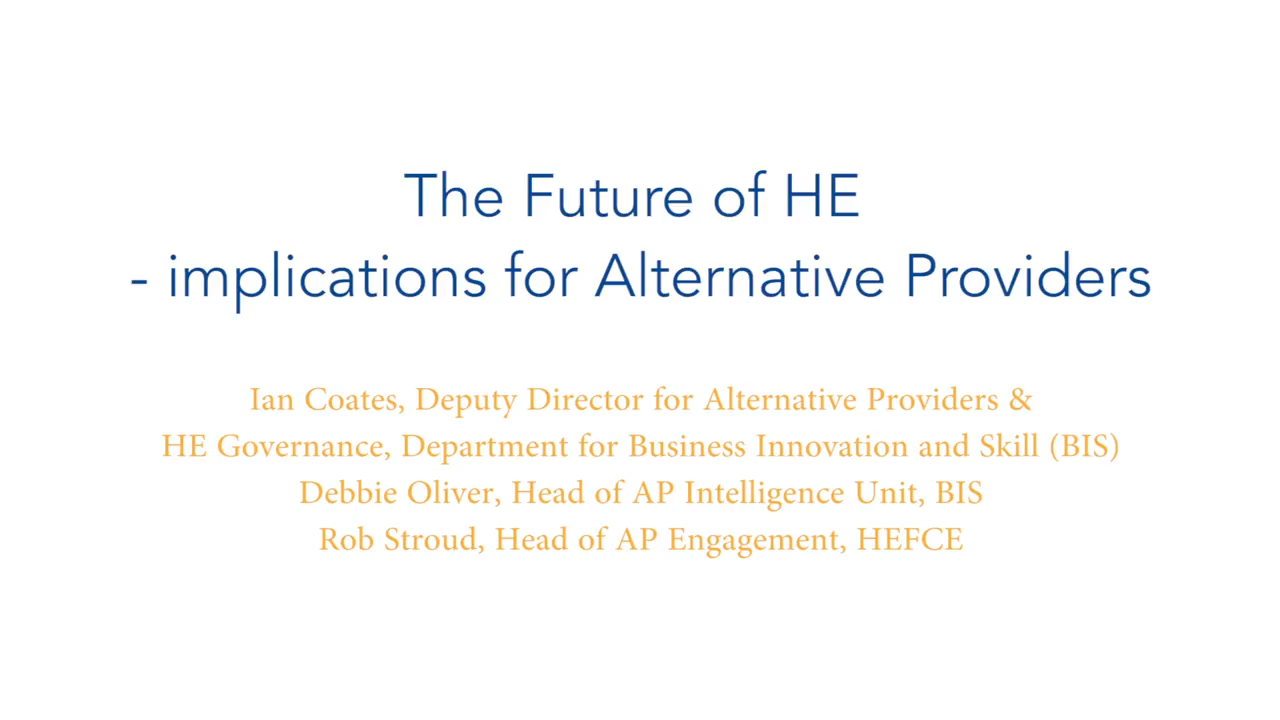 The Future of HE
- implications for Alternative Providers
Ian Coates, Deputy Director for Alternative Providers &
HE Governance, Department for Business Innovation and Skill (BIS)
Debbie Oliver, Head of AP Intelligence Unit, BIS
Rob Stroud, Head of AP Engagement, HEFCE